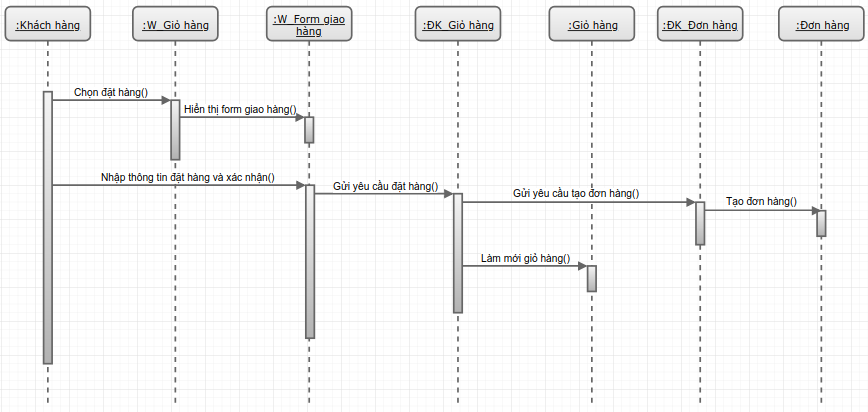 :Khách hàng
:W_Giỏ hàng
:W_Form giao
hàng
:ĐK_Giỏ hàng
:Giỏ hàng
:ĐK_Đơn hàng
:Đơn hàng
Chọn đặt hàng()
Hiển thị form giao hàng()
Nhập thông tin đặt hàng và xác nhận()
Gửi yêu cầu đặt hàng()
Gửi yêu cầu tạo đơn hàng()
Tạo đơn hàng()
Làm mới giỏ hàng()